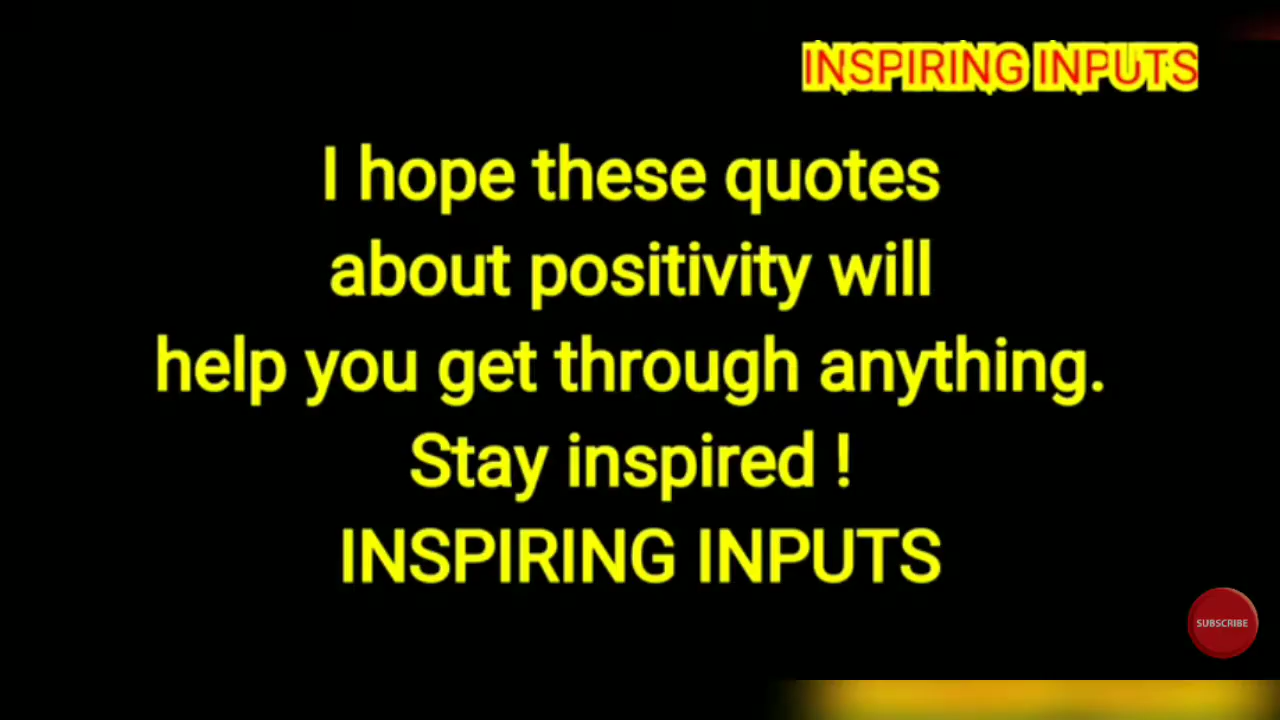 INSPIRING INPUTS
I hope these quotes
about positivity will
help you get through anything.
Stay inspired !
INSPIRING INPUTS
SUBSCRIBE